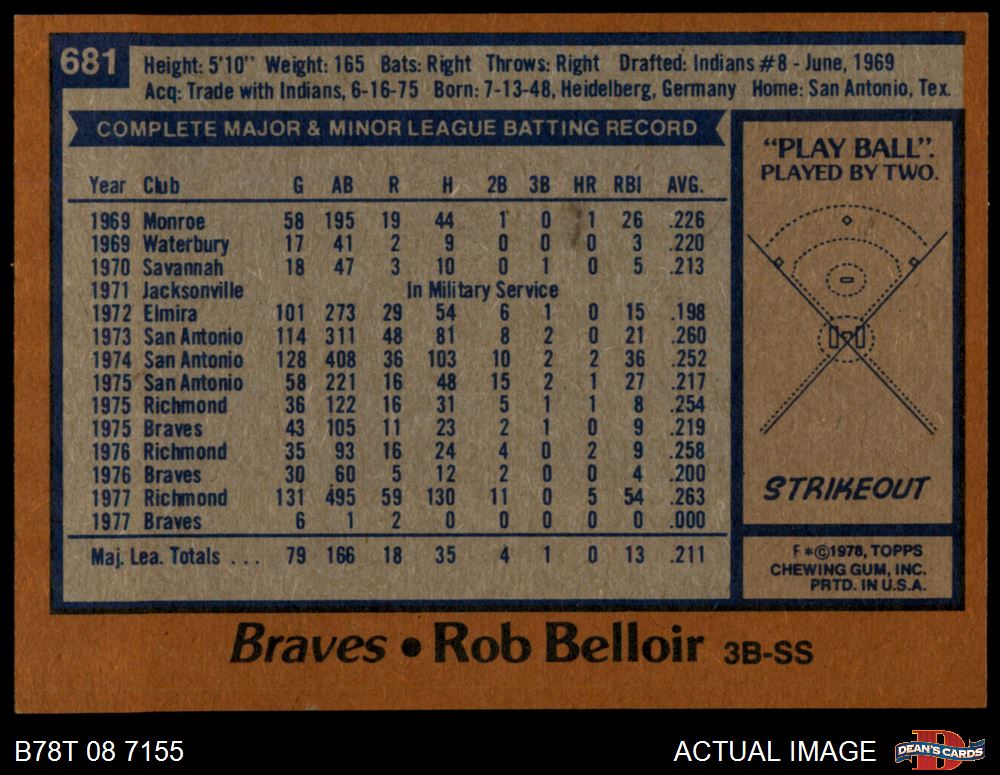 681
Height: 5'10" Weight: 165 Bats: Right Throws: Right Drafted: Indians #8 - June, 1969
Acq: Trade with Indians, 6-16-75 Born: 7-13-48, Heidelberg, Germany Home: San Antonio, Tex.
COMPLETE MAJOR & MINOR LEAGUE BATTING RECORD
Year Club G AB R H 2B 3B HR RBI AVG.
1969 Monroe 58 195 19 44 1 0 1 26 .226
1969 Waterbury 17 41 2 9 0 0 0 3 .220
1970 Savannah 18 47 3 10 0 1 0 5 .213
1971 Jacksonville In Military Service
1972 Elmira 101 273 29 54 6 1 0 15 .198
1973 San Antonio 114 311 48 81 8 2 0 21 .260
1974 San Antonio 128 408 36 103 10 2 2 36 .252
1975 San Antonio 58 221 16 48 15 2 1 27 .217
1975 Richmond 36 122 16 31 5 1 1 8 .254
1975 Braves 43 105 11 23 2 1 0 9 .219
1976 Richmond 35 93 16 24 4 0 2 9 .258
1976 Braves 30 60 5 12 2 0 0 4 .200
1977 Richmond 131 495 59 130 11 0 5 54 .263
1977 Braves 6 1 2 0 0 0 0 0 .000
Maj. Lea. Totals ... 79 166 18 35 4 1 0 13 .211
"PLAY BALL".
PLAYED BY TWO.
STRIKEOUT
F*©1978, TOPPS
CHEWING GUM, INC.
PRTD. IN U.S.A.
Braves • Rob Belloir 3B-SS
B78T 08 7155
ACTUAL IMAGE
D
DEAN'S CARDS